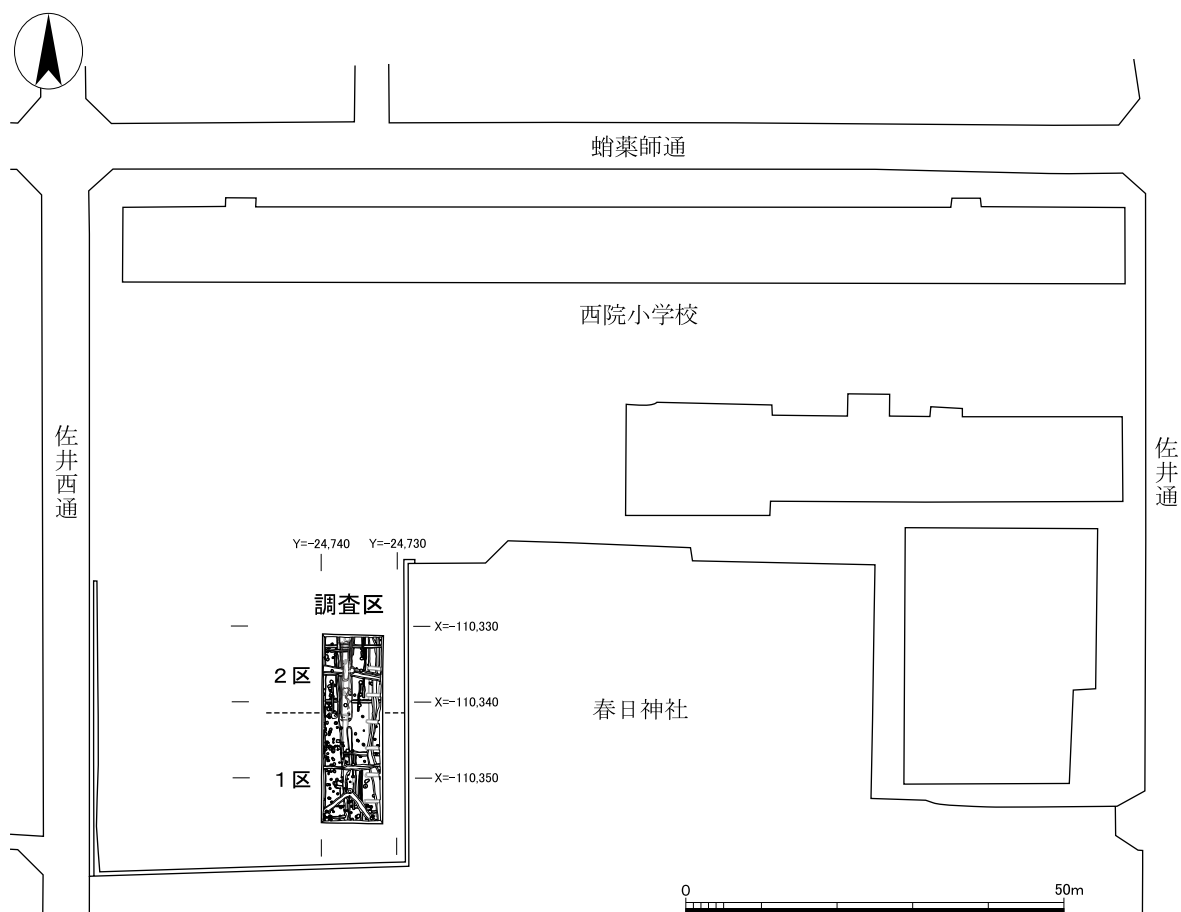 蛸薬師通
西院小学校
佐井西通
佐井通
Y=-24,740
Y=-24,730
調査区
X=-110,330
2区
X=-110,340
春日神社
1区
X=-110,350
0
50m